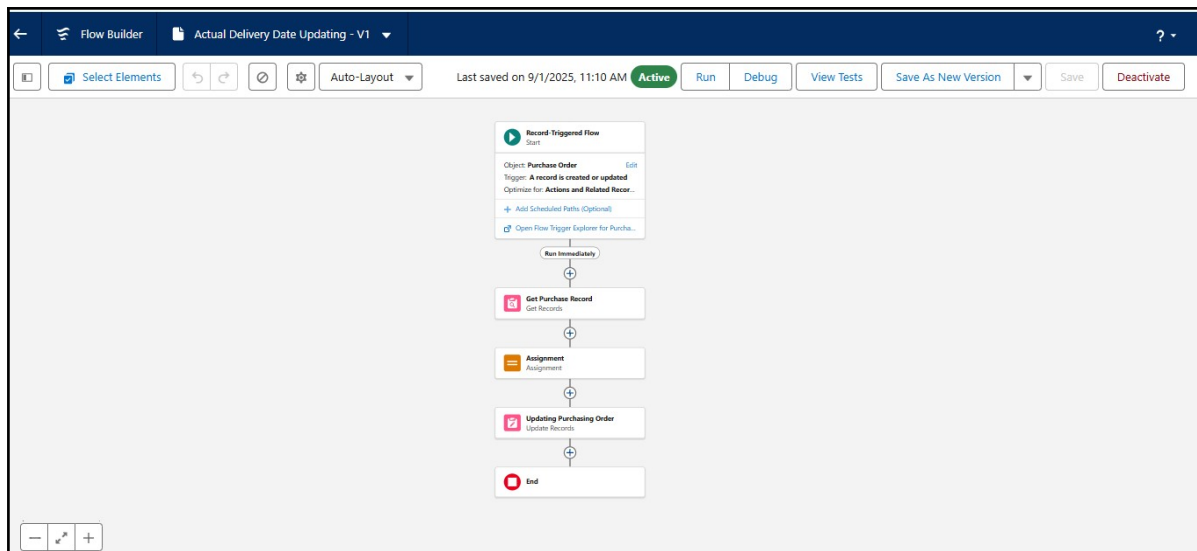 Flow Builder
Actual Delivery Date Updating - V1
?
Select Elements
Auto-Layout
Last saved on 9/1/2025, 11:10 AM
Active
Run
Debug
View Tests
Save As New Version
Save
Deactivate
Record-Triggered Flow
Start
Object: Purchase Order
Edit
Trigger: A record is created or updated
Optimize for: Actions and Related Recor...
+ Add Scheduled Paths (Optional)
Open Flow Trigger Explorer for Purcha...
Run Immediately
Get Purchase Record
Get Records
Assignment
Assignment
Updating Purchasing Order
Update Records
End